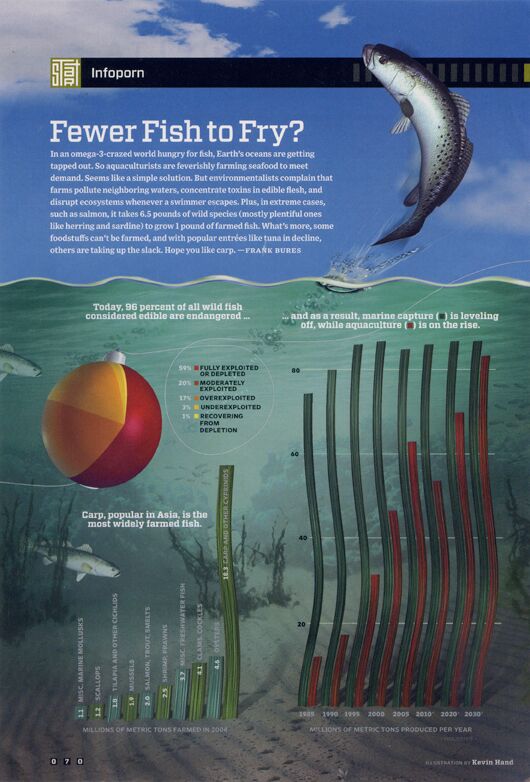 START
Infoporn
Fewer Fish to Fry?
In an omega-3-crazed world hungry for fish, Earth's oceans are getting
tapped out. So aquaculturists are feverishly farming seafood to meet
demand. Seems like a simple solution. But environmentalists complain that
farms pollute neighboring waters, concentrate toxins in edible flesh, and
disrupt ecosystems whenever a swimmer escapes. Plus, in extreme cases,
such as salmon, it takes 6.5 pounds of wild species (mostly plentiful ones
like herring and sardine) to grow 1 pound of farmed fish. What's more, some
foodstuffs can't be farmed, and with popular entrées like tuna in decline,
others are taking up the slack. Hope you like carp. —FRANK BURES
Today, 96 percent of all wild fish
considered edible are endangered ...
59% FULLY EXPLOITED
OR DEPLETED
20% MODERATELY
EXPLOITED
17% OVEREXPLOITED
3% UNDEREXPLOITED
1% RECOVERING
FROM
DEPLETION
... and as a result, marine capture ( ) is leveling
off, while aquaculture ( ) is on the rise.
80
60
40
20
1985 1990 1995 2000 2005 2010 2020 2030
MILLIONS OF METRIC TONS PRODUCED PER YEAR
Carp, popular in Asia, is the
most widely farmed fish.
1.1 MISC. MARINE MOLLUSKS
1.2 SCALLOPS
1.8 TILAPIA AND OTHER CICHLIDS
1.9 MUSSELS
2.0 SALMON, TROUT, SMELTS
2.5 SHRIMP, PRAWNS
3.7 MISC. FRESHWATER FISH
4.1 CLAMS, COCKLES
4.6 OYSTERS
18.3 CARP AND OTHER CYPRINIDS
MILLIONS OF METRIC TONS FARMED IN 2004
0 7 0
ILLUSTRATION BY Kevin Hand